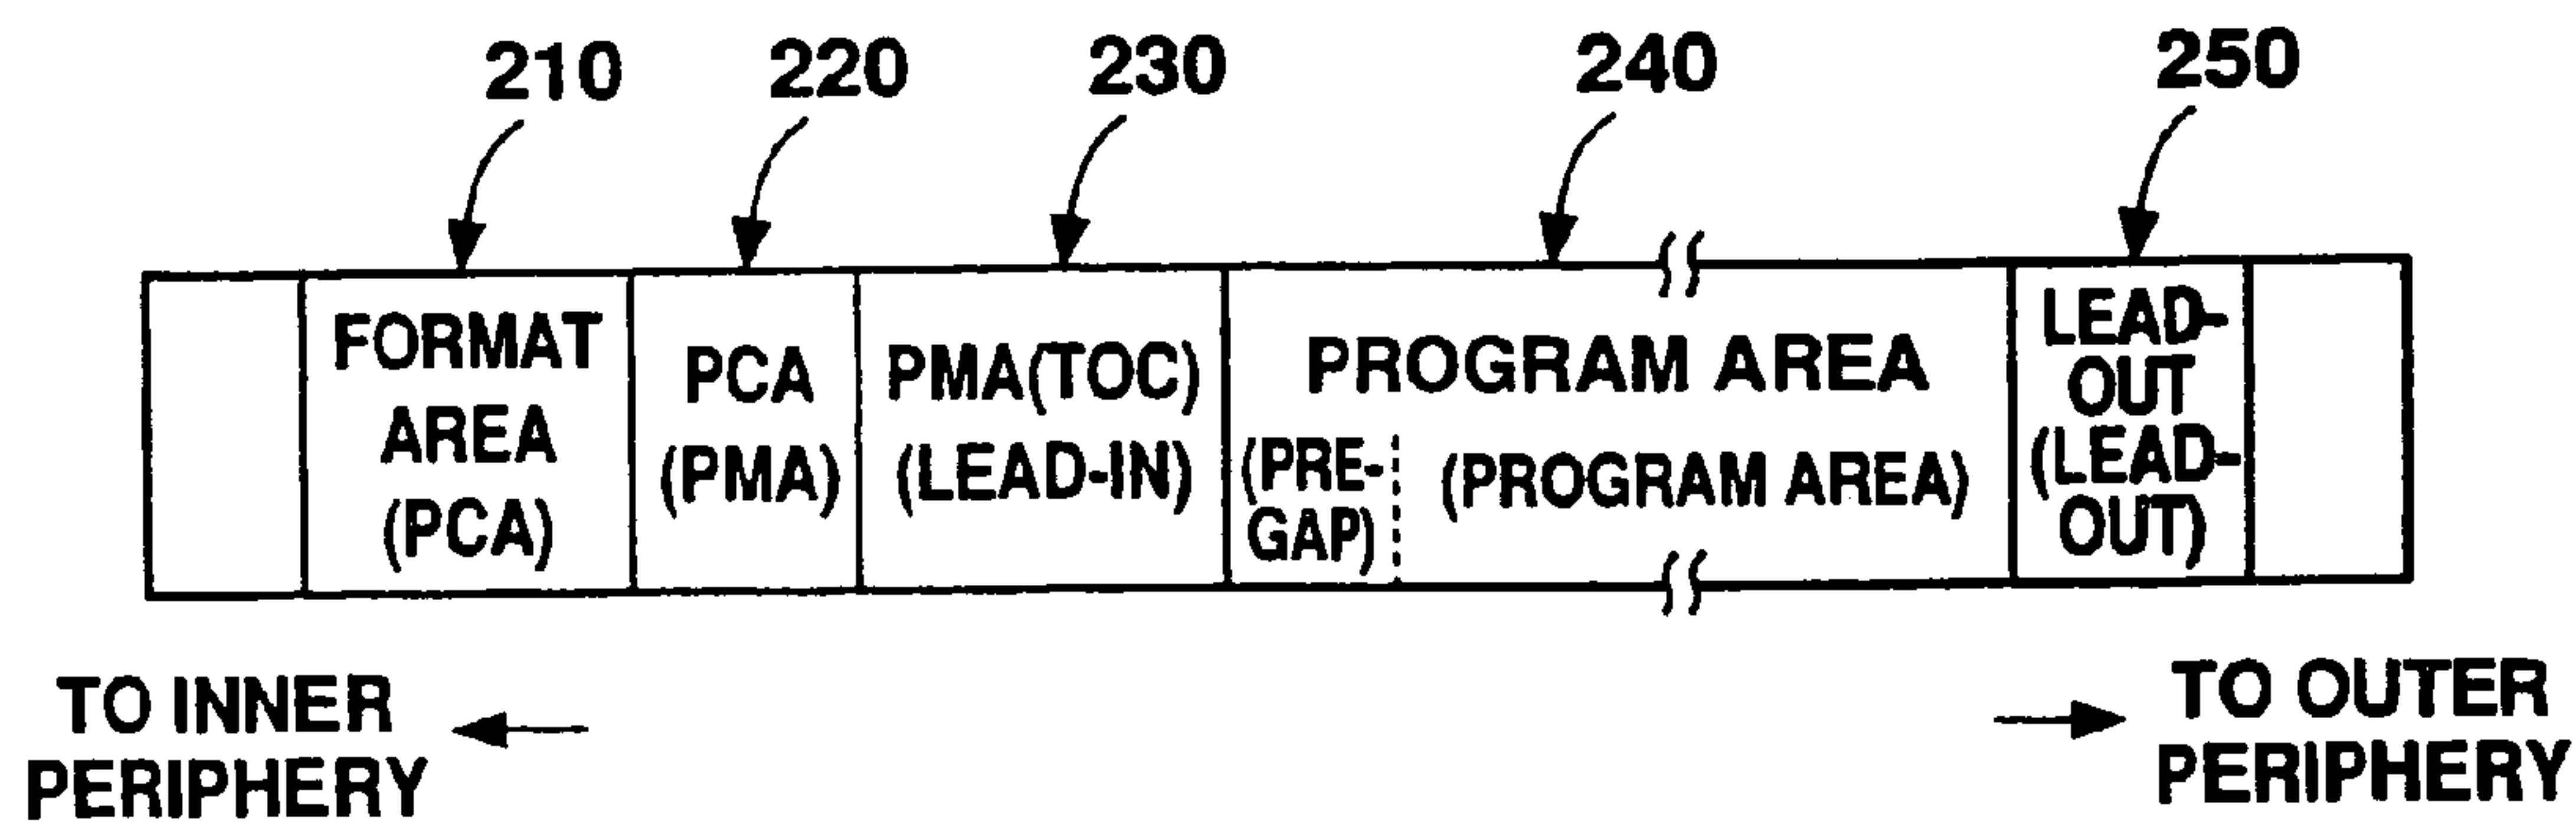 210 220 230 240 250
FORMAT
AREA
(PCA)
PCA
(PMA)
PMA(TOC)
(LEAD-IN)
PROGRAM AREA
(PRE-
GAP)
(PROGRAM AREA)
LEAD-
OUT
(LEAD-
OUT)
TO INNER
PERIPHERY
TO OUTER
PERIPHERY